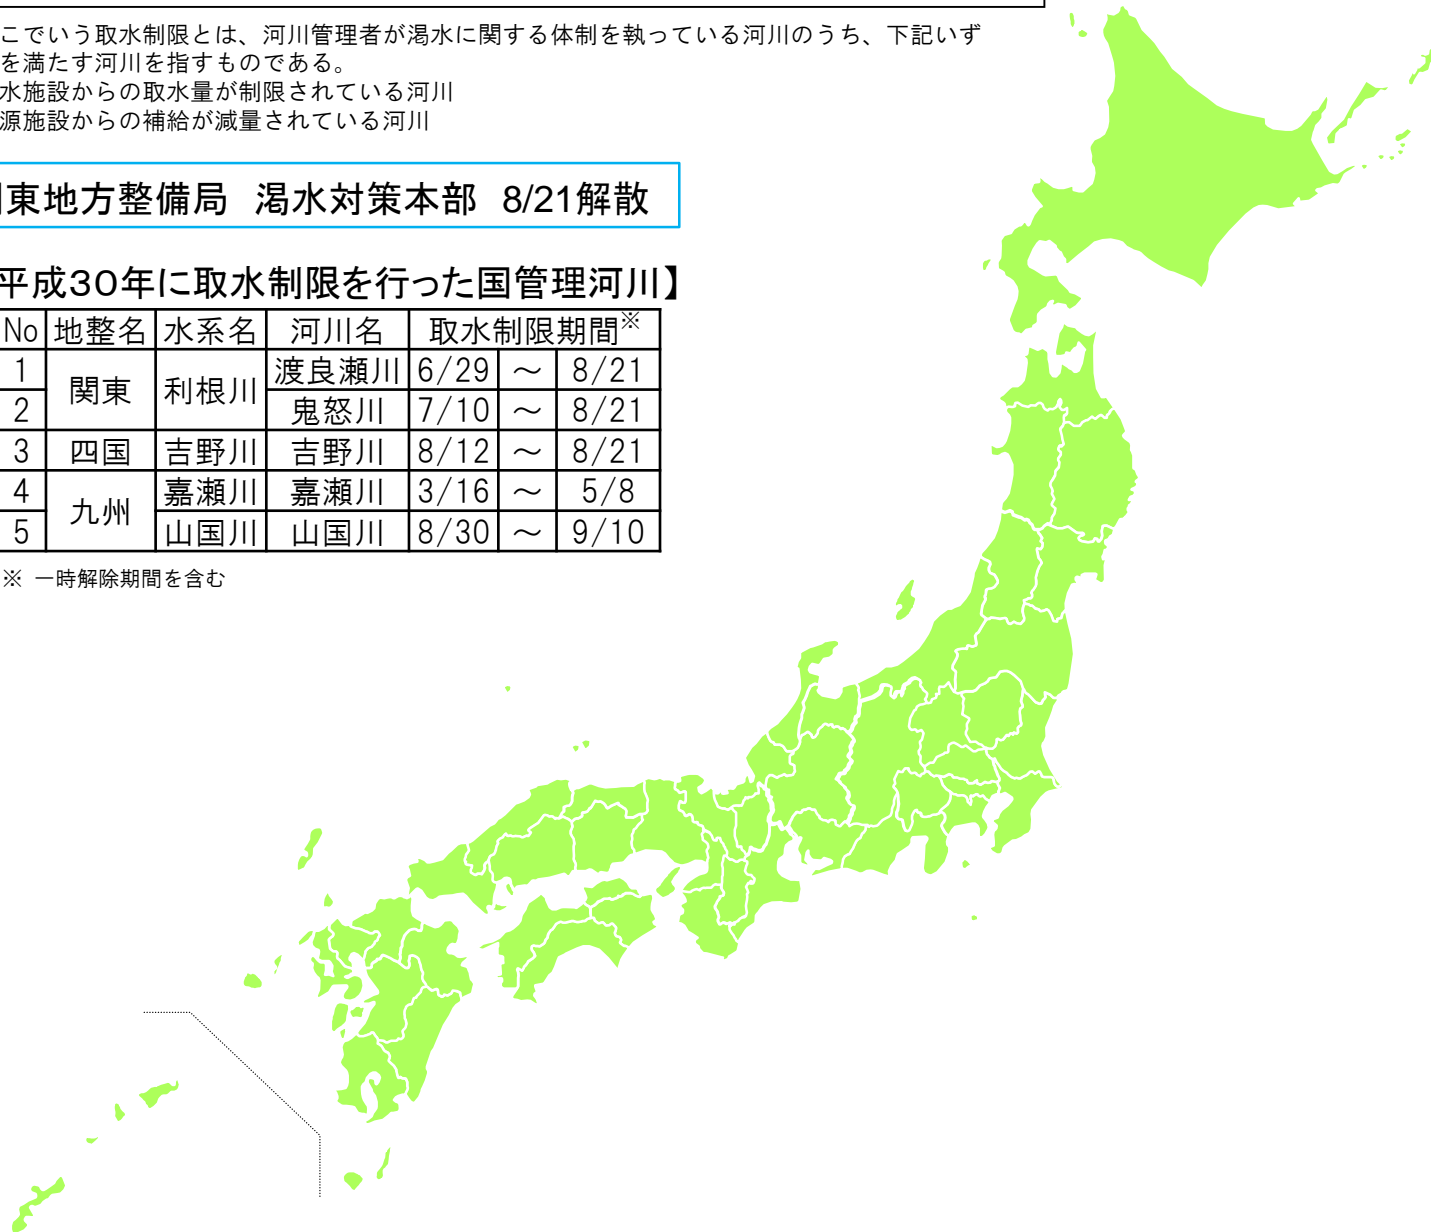 こでいう取水制限とは、河川管理者が渇水に関する体制を執っている河川のうち、下記いず
を満たす河川を指すものである。
水施設からの取水量が制限されている河川
源施設からの補給が減量されている河川
東地方整備局 渇水対策本部 8/21解散
平成30年に取水制限を行った国管理河川】
No 地整名 水系名 河川名 取水制限期間※
1 関東 利根川 渡良瀬川 6/29 ～ 8/21
2 鬼怒川 7/10 ～ 8/21
3 四国 吉野川 吉野川 8/12 ～ 8/21
4 九州 嘉瀬川 嘉瀬川 3/16 ～ 5/8
5 山国川 山国川 8/30 ～ 9/10
※ 一時解除期間を含む